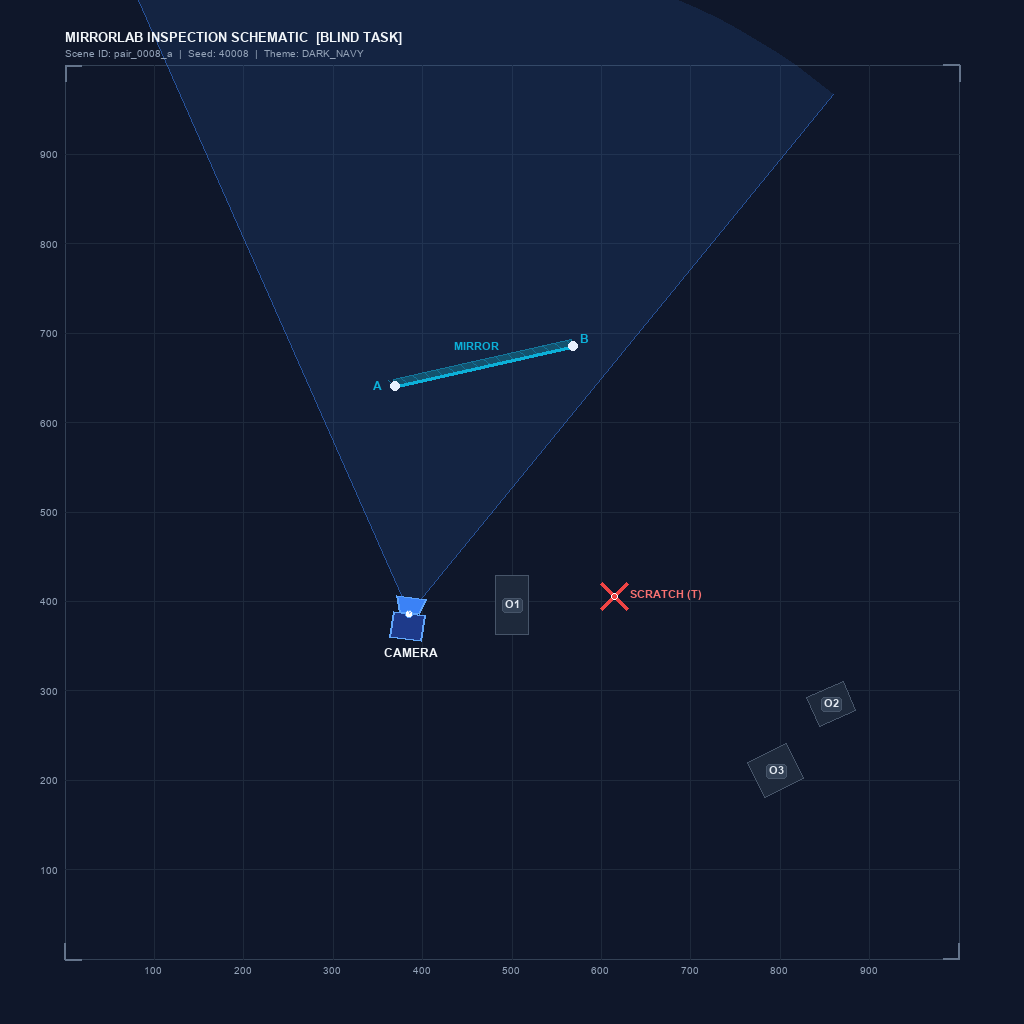 MIRRORLAB INSPECTION SCHEMATIC [BLIND TASK]
Scene ID: pair_0008_a | Seed: 40008 | Theme: DARK_NAVY
900
800
700
MIRROR
B
A
600
500
400
O1
SCRATCH (T)
CAMERA
300
O2
200
O3
100
100 200 300 400 500 600 700 800 900